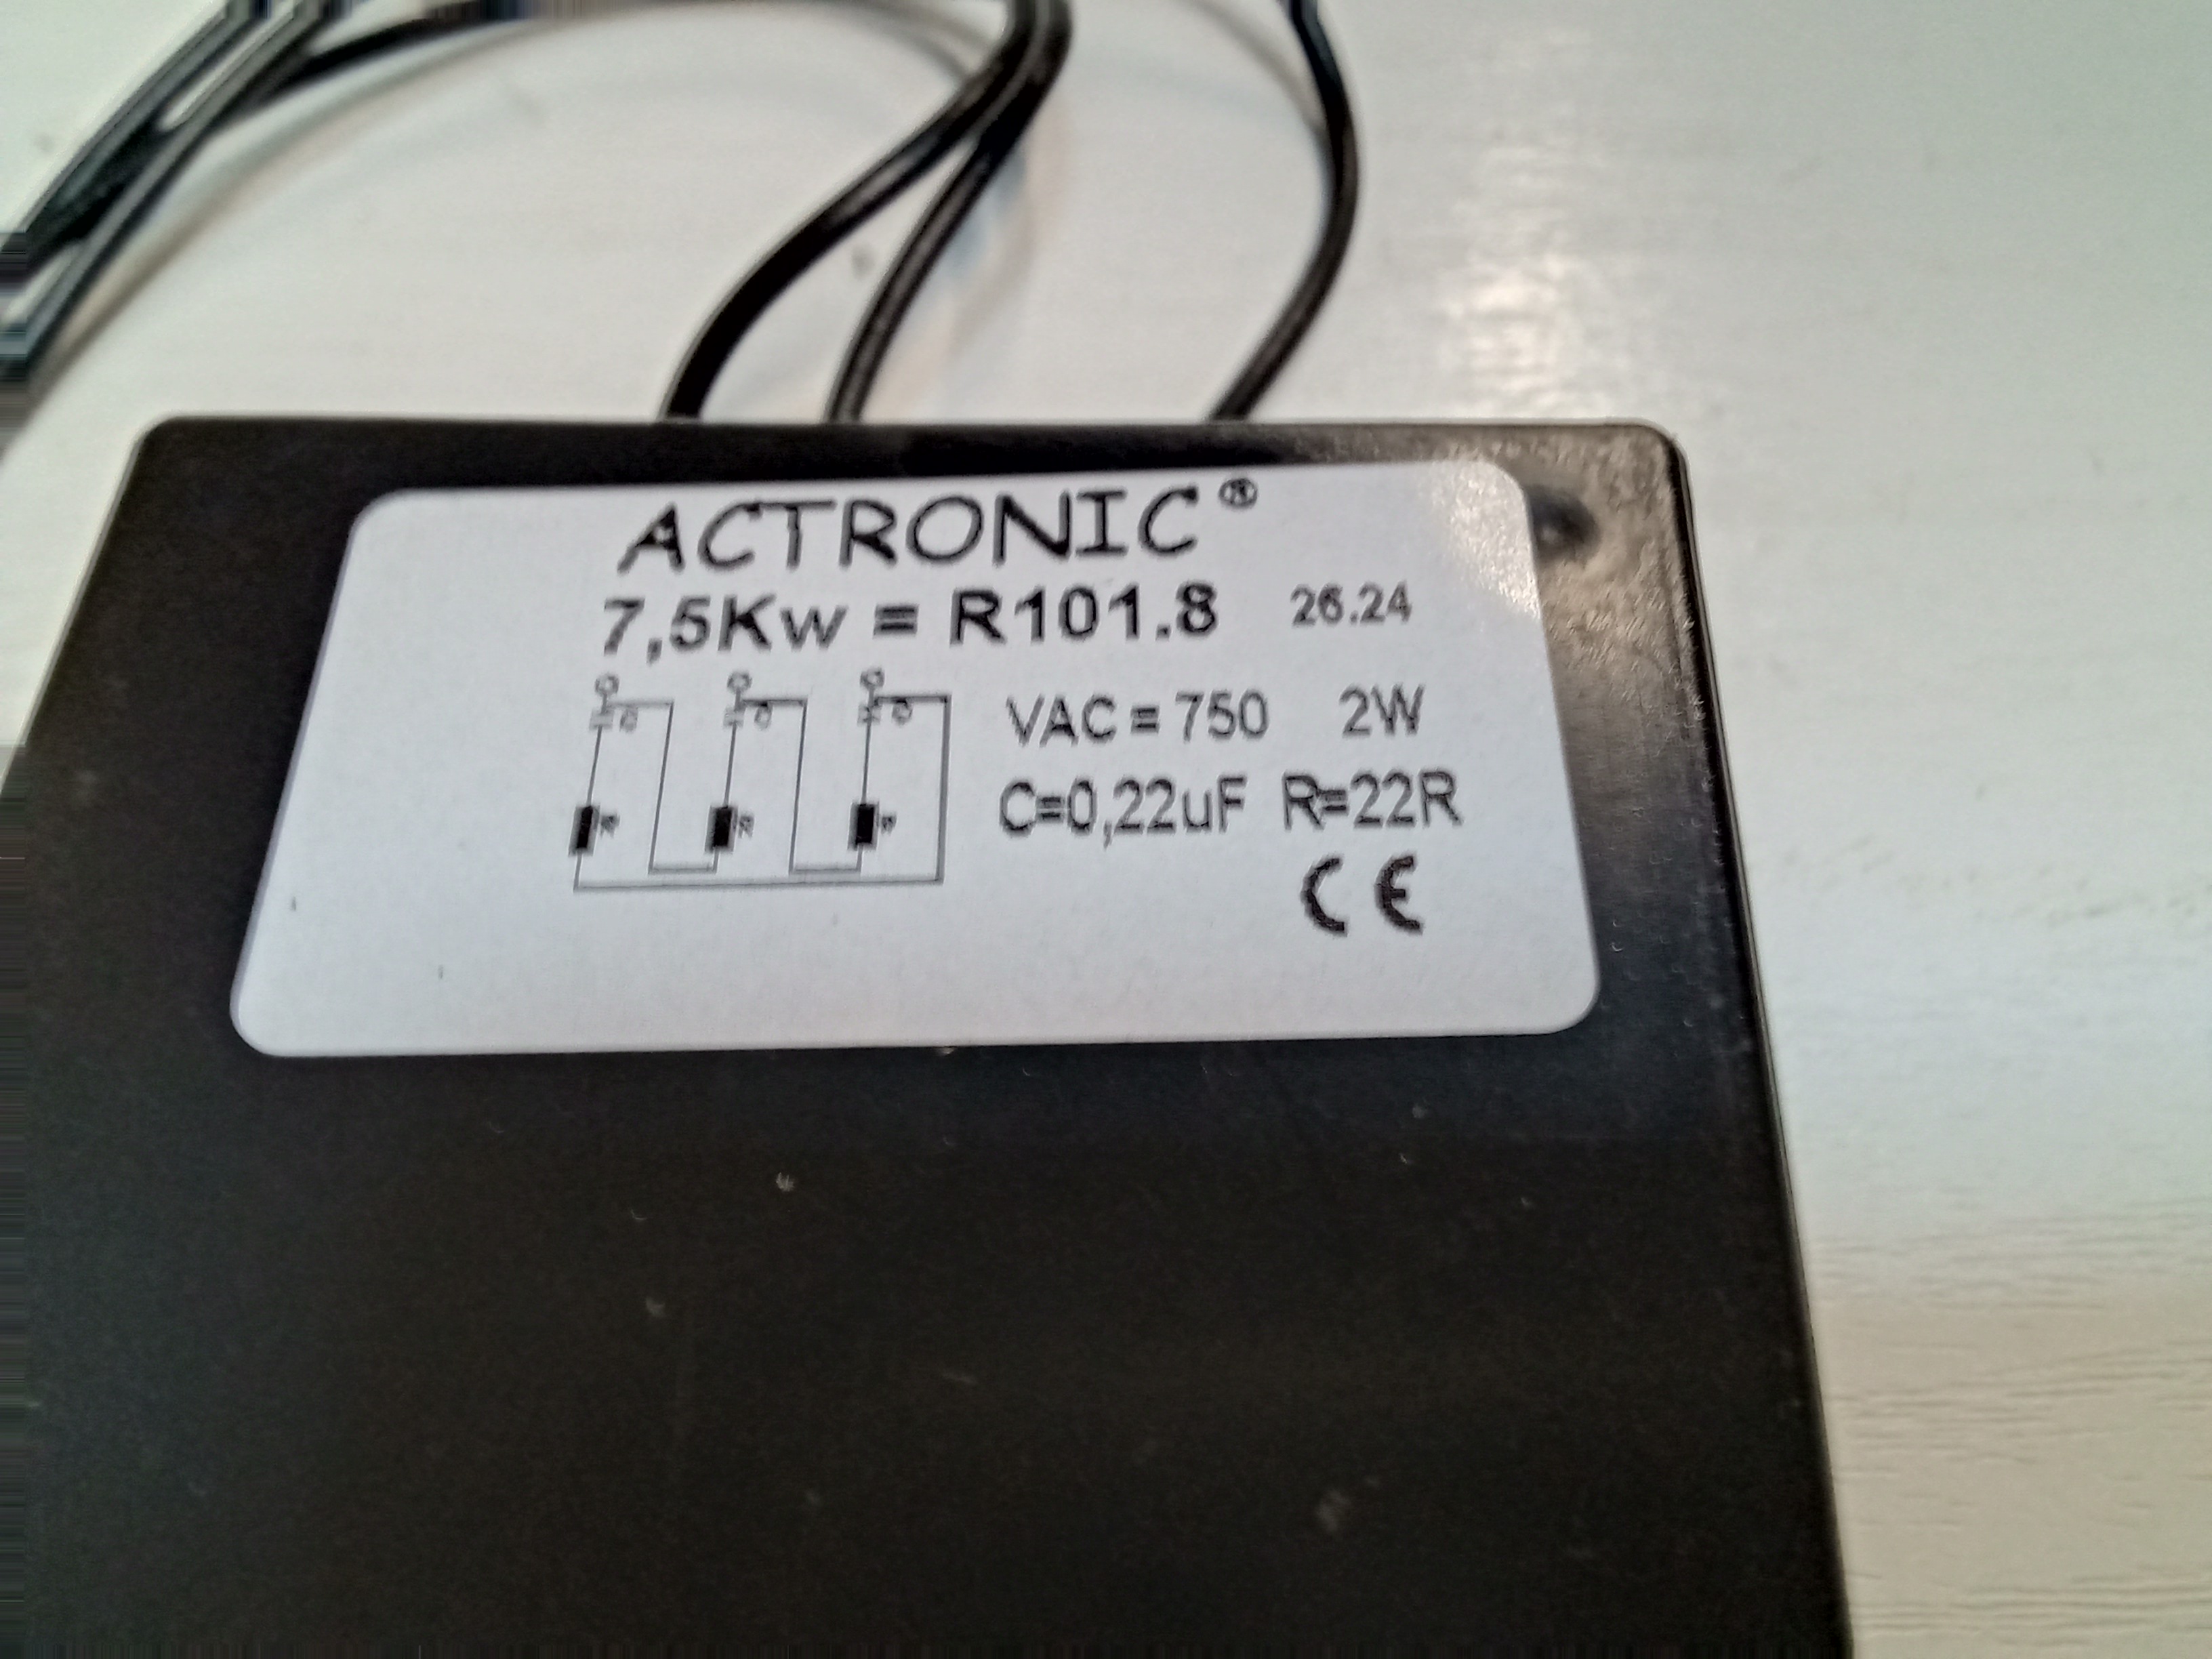 ACTRONIC®
7,5Kw = R101.8 26.24
VAC = 750 2W
C=0,22uF R=22R
C C C
R R R
CE